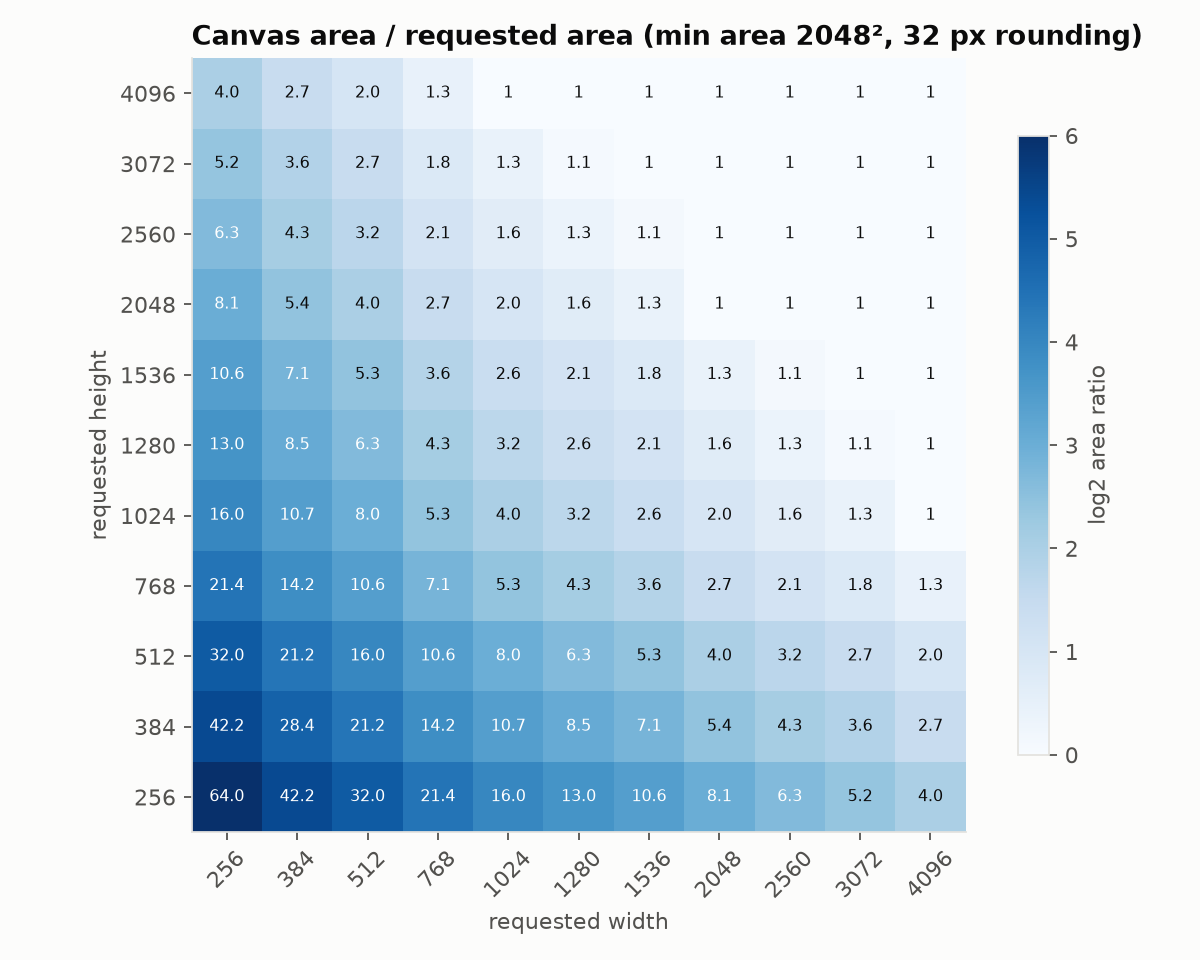 Canvas area / requested area (min area 2048², 32 px rounding)
4096 4.0 2.7 2.0 1.3 1 1 1 1 1 1 1
3072 5.2 3.6 2.7 1.8 1.3 1.1 1 1 1 1 1
2560 6.3 4.3 3.2 2.1 1.6 1.3 1.1 1 1 1 1
2048 8.1 5.4 4.0 2.7 2.0 1.6 1.3 1 1 1 1
1536 10.6 7.1 5.3 3.6 2.6 2.1 1.8 1.3 1.1 1 1
1280 13.0 8.5 6.3 4.3 3.2 2.6 2.1 1.6 1.3 1.1 1
1024 16.0 10.7 8.0 5.3 4.0 3.2 2.6 2.0 1.6 1.3 1
768 21.4 14.2 10.6 7.1 5.3 4.3 3.6 2.7 2.1 1.8 1.3
512 32.0 21.2 16.0 10.6 8.0 6.3 5.3 4.0 3.2 2.7 2.0
384 42.2 28.4 21.2 14.2 10.7 8.5 7.1 5.4 4.3 3.6 2.7
256 64.0 42.2 32.0 21.4 16.0 13.0 10.6 8.1 6.3 5.2 4.0
256 384 512 768 1024 1280 1536 2048 2560 3072 4096
requested width
requested height
6
5
4
3
2
1
0
log2 area ratio